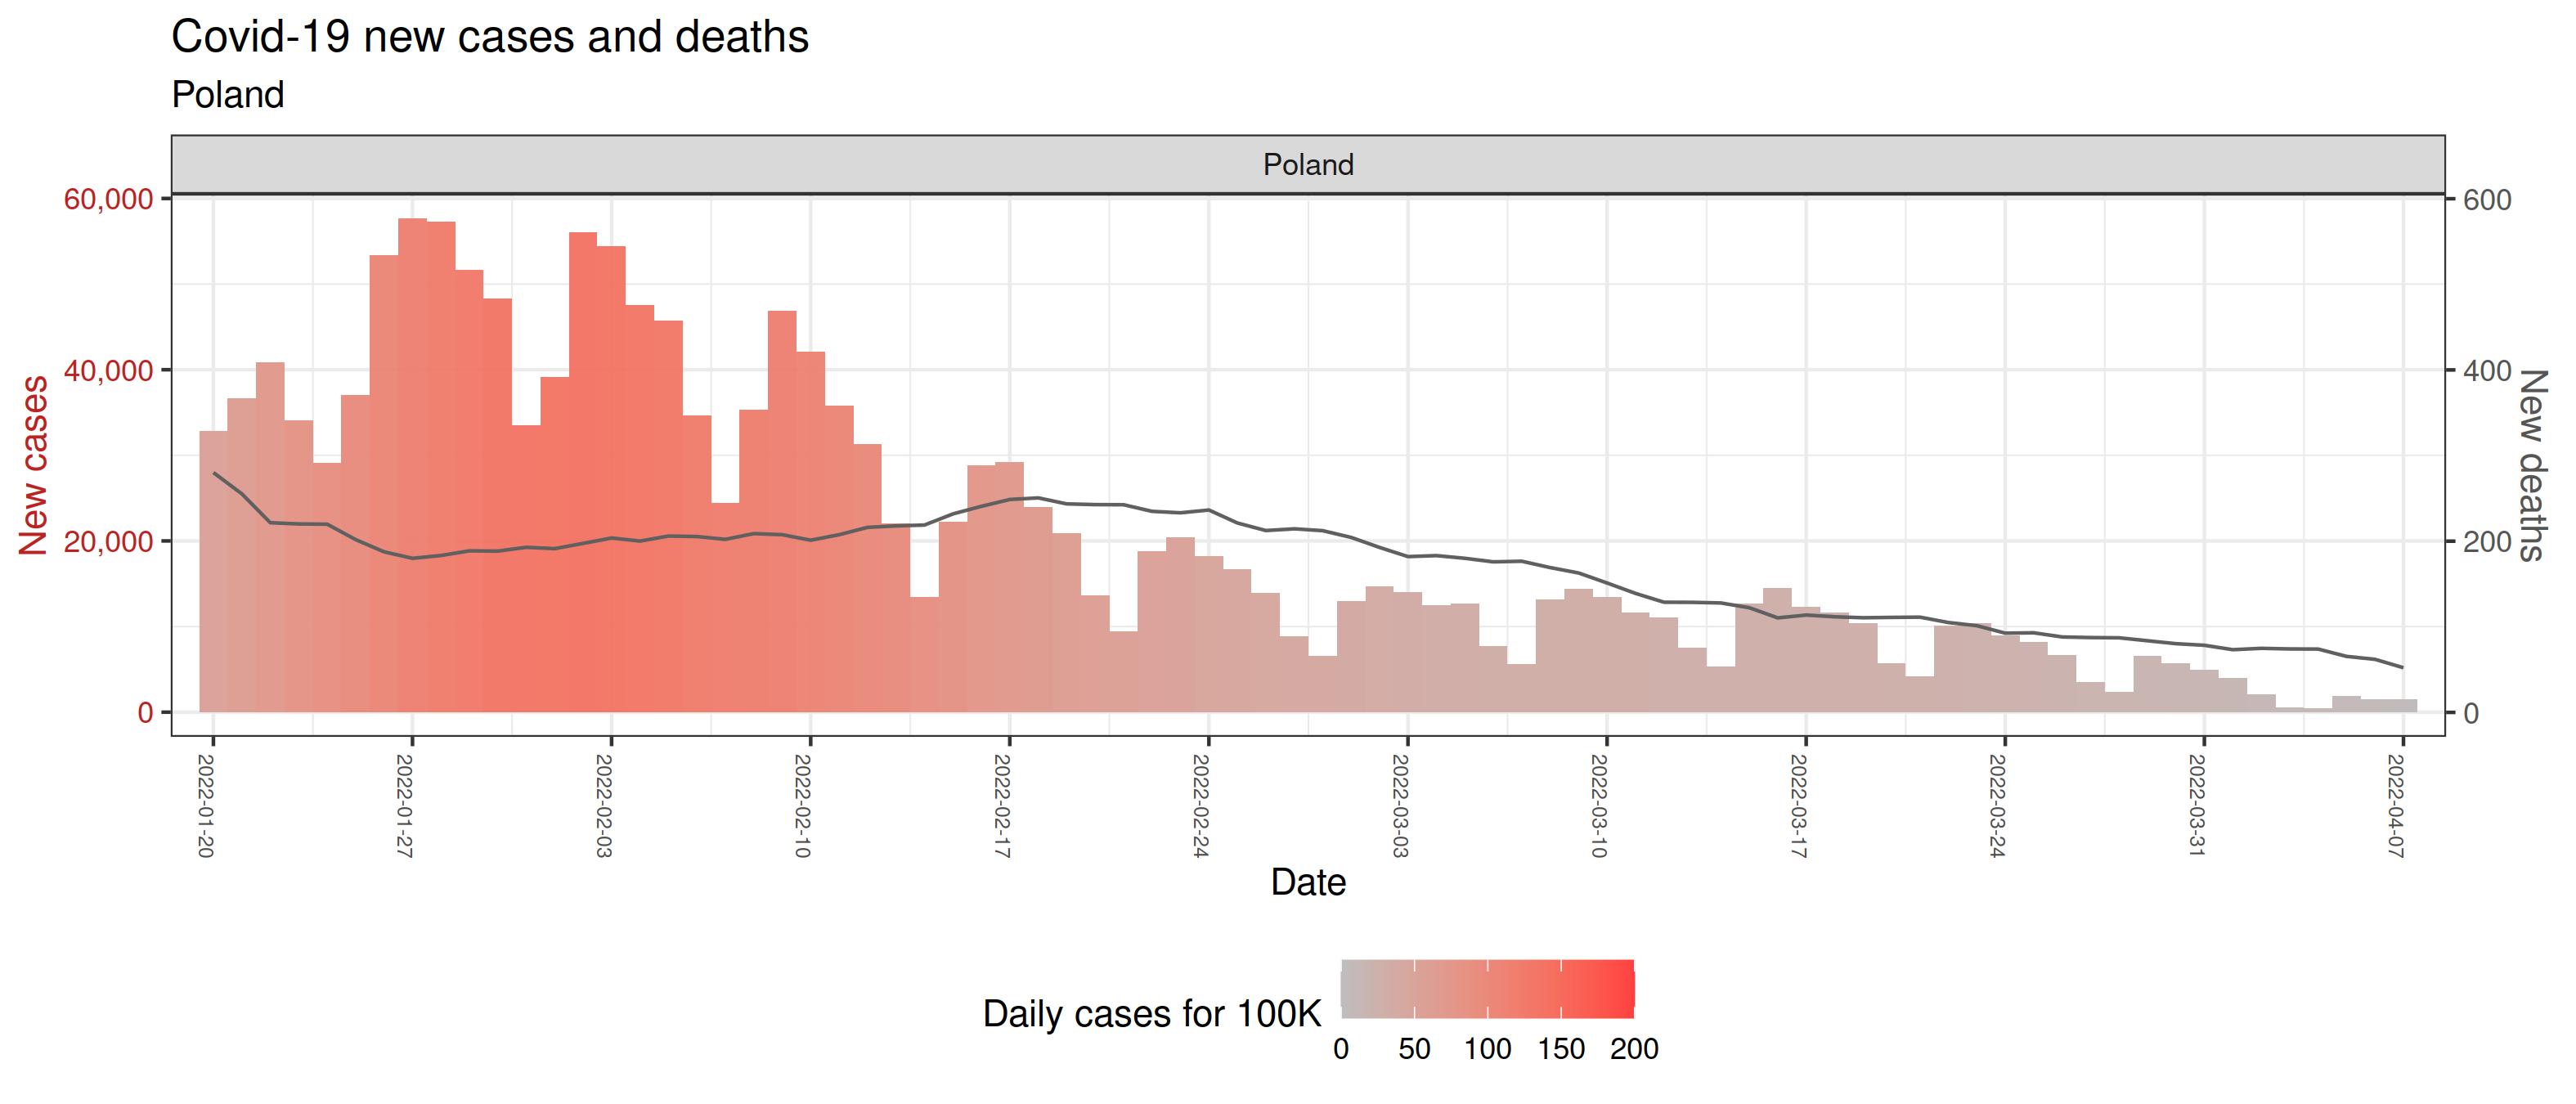 Covid-19 new cases and deaths
Poland
Poland
New cases
60,000
40,000
20,000
0
600
400
200
0
New deaths
2022-01-20
2022-01-27
2022-02-03
2022-02-10
2022-02-17
2022-02-24
2022-03-03
2022-03-10
2022-03-17
2022-03-24
2022-03-31
2022-04-07
Date
Daily cases for 100K
0 50 100 150 200